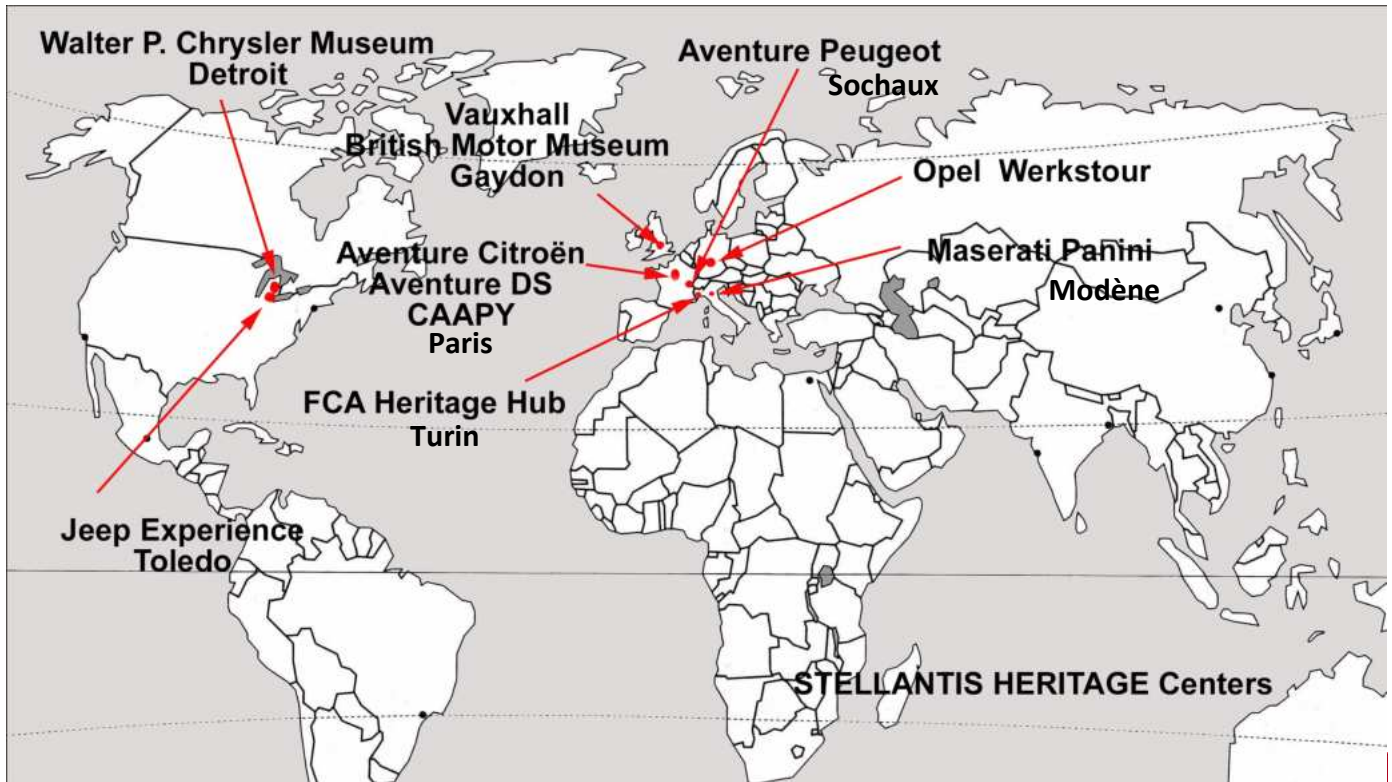 Walter P. Chrysler Museum
Detroit
Aventure Peugeot
Sochaux
Vauxhall
British Motor Museum
Gaydon
Opel Werkstour
Aventure Citroën
Aventure DS
CAAPY
Paris
Maserati Panini
Modène
FCA Heritage Hub
Turin
Jeep Experience
Toledo
STELLANTIS HERITAGE Centers